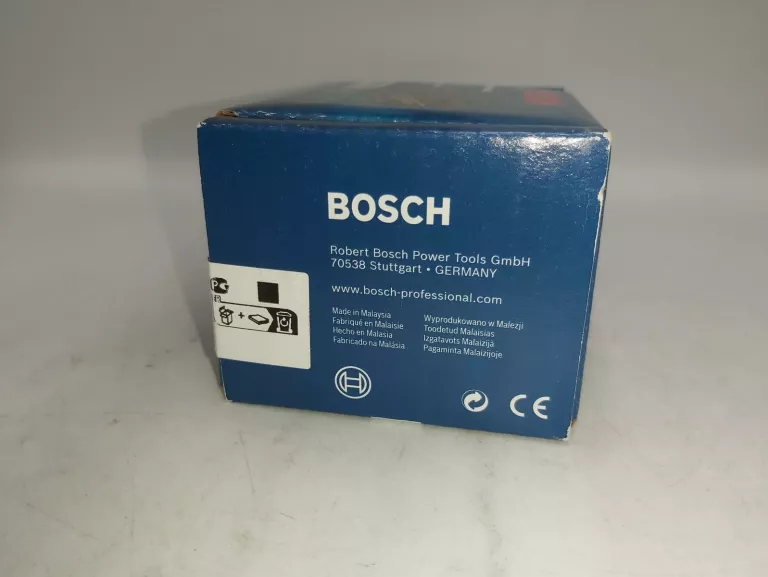 BOSCH
Robert Bosch Power Tools GmbH
70538 Stuttgart • GERMANY
www.bosch-professional.com
Made in Malaysia
Fabriqué en Malaisie
Hecho en Malasia
Fabricado na Malásia
Wyprodukowano w Malezji
Toodetud Malaisias
Izgatavots Malaizijā
Pagaminta Malaizijoje
+
CE